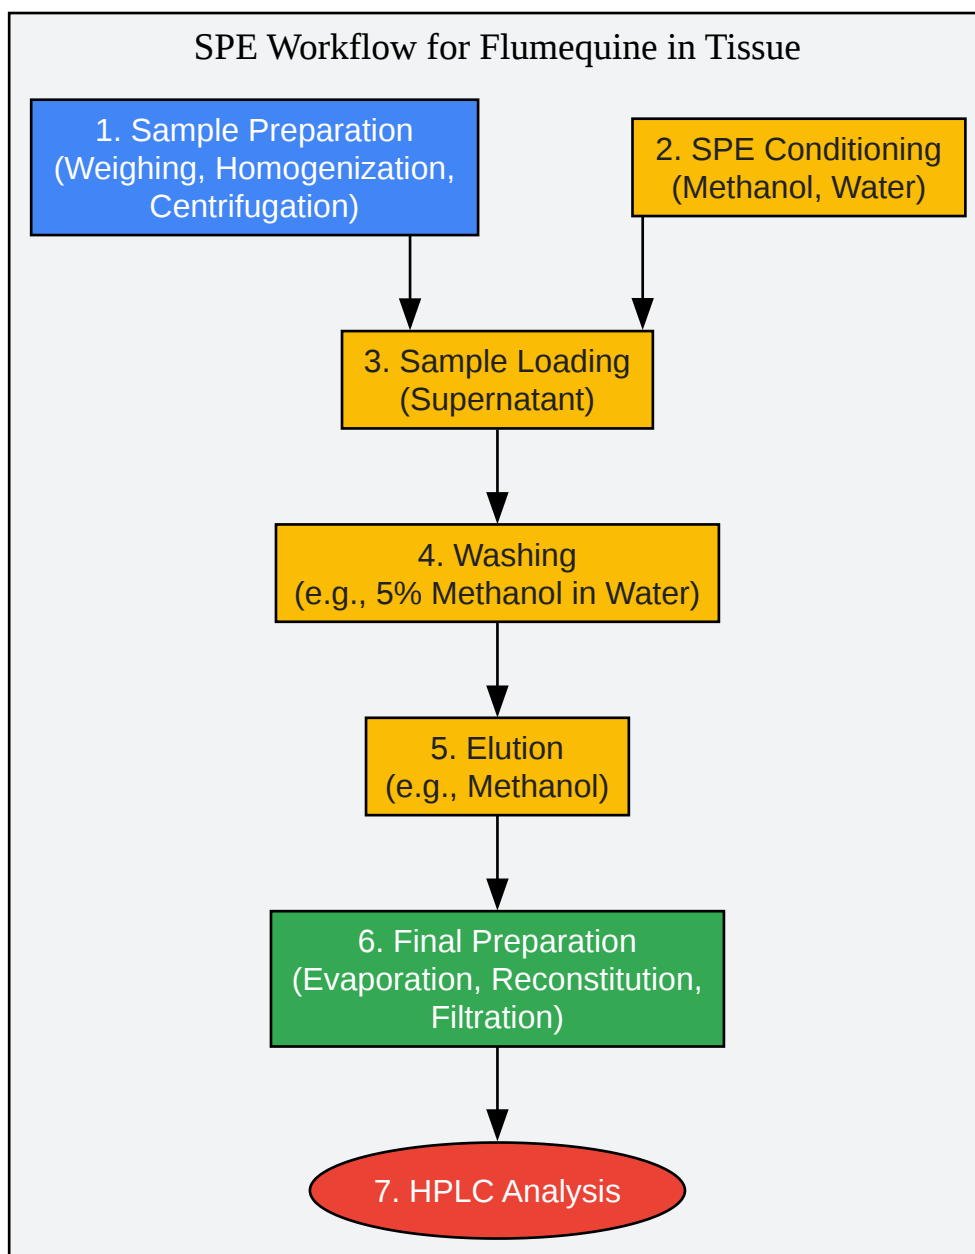 SPE Workflow for Flumequine in Tissue
1. Sample Preparation
(Weighing, Homogenization,
Centrifugation)
2. SPE Conditioning
(Methanol, Water)
3. Sample Loading
(Supernatant)
4. Washing
(e.g., 5% Methanol in Water)
5. Elution
(e.g., Methanol)
6. Final Preparation
(Evaporation, Reconstitution,
Filtration)
7. HPLC Analysis